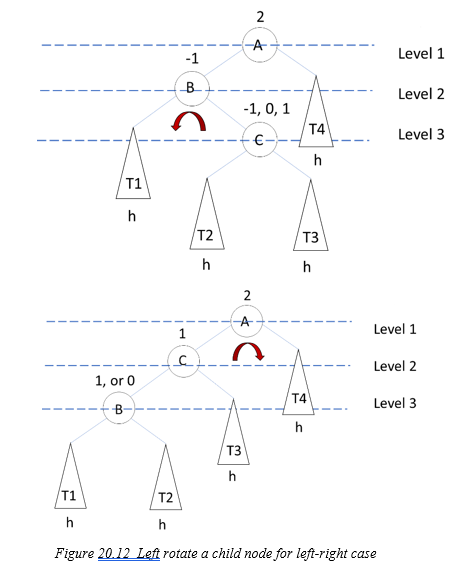 2
A
Level 1
-1
B
Level 2
-1, 0, 1
T4
C
Level 3
h
T1
h
T2
T3
h
h
2
A
Level 1
1
C
Level 2
1, or 0
T4
Level 3
B
h
T3
h
T1
T2
h
h
Figure 20.12  Left rotate a child node for left-right case